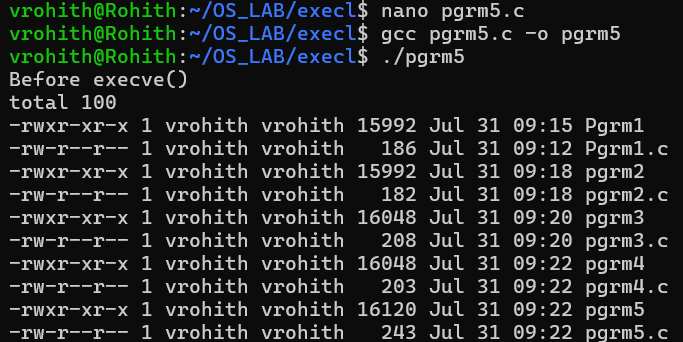 vrohith@Rohith:~/OS_LAB/execl$ nano pgrm5.c
vrohith@Rohith:~/OS_LAB/execl$ gcc pgrm5.c -o pgrm5
vrohith@Rohith:~/OS_LAB/execl$ ./pgrm5
Before execve()
total 100
-rwxr-xr-x 1 vrohith vrohith 15992 Jul 31 09:15 Pgrm1
-rw-r--r-- 1 vrohith vrohith   186 Jul 31 09:12 Pgrm1.c
-rwxr-xr-x 1 vrohith vrohith 15992 Jul 31 09:18 pgrm2
-rw-r--r-- 1 vrohith vrohith   182 Jul 31 09:18 pgrm2.c
-rwxr-xr-x 1 vrohith vrohith 16048 Jul 31 09:20 pgrm3
-rw-r--r-- 1 vrohith vrohith   208 Jul 31 09:20 pgrm3.c
-rwxr-xr-x 1 vrohith vrohith 16048 Jul 31 09:22 pgrm4
-rw-r--r-- 1 vrohith vrohith   203 Jul 31 09:22 pgrm4.c
-rwxr-xr-x 1 vrohith vrohith 16120 Jul 31 09:22 pgrm5
-rw-r--r-- 1 vrohith vrohith   243 Jul 31 09:22 pgrm5.c